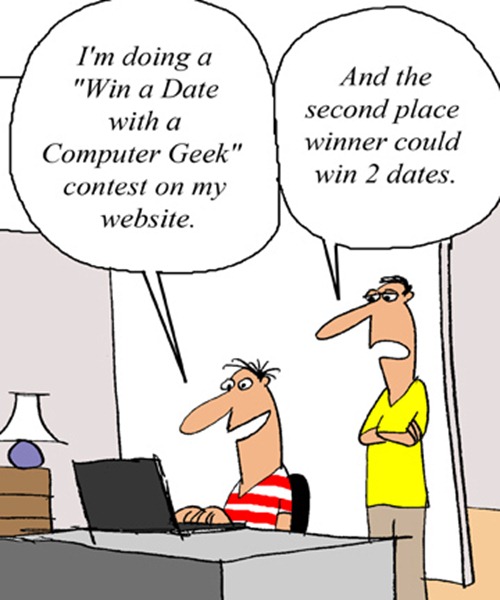 I'm doing a
"Win a Date
with a
Computer Geek"
contest on my
website.
And the
second place
winner could
win 2 dates.